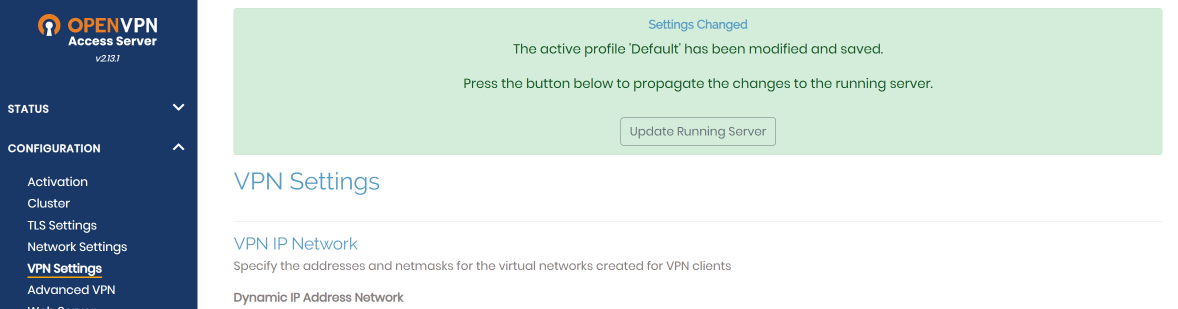 OPENVPN
Access Server
v2.13.1
STATUS
CONFIGURATION
Activation
Cluster
TLS Settings
Network Settings
VPN Settings
Advanced VPN
Settings Changed
The active profile 'Default' has been modified and saved.
Press the button below to propagate the changes to the running server.
Update Running Server
VPN Settings
VPN IP Network
Specify the addresses and netmasks for the virtual networks created for VPN clients
Dynamic IP Address Network